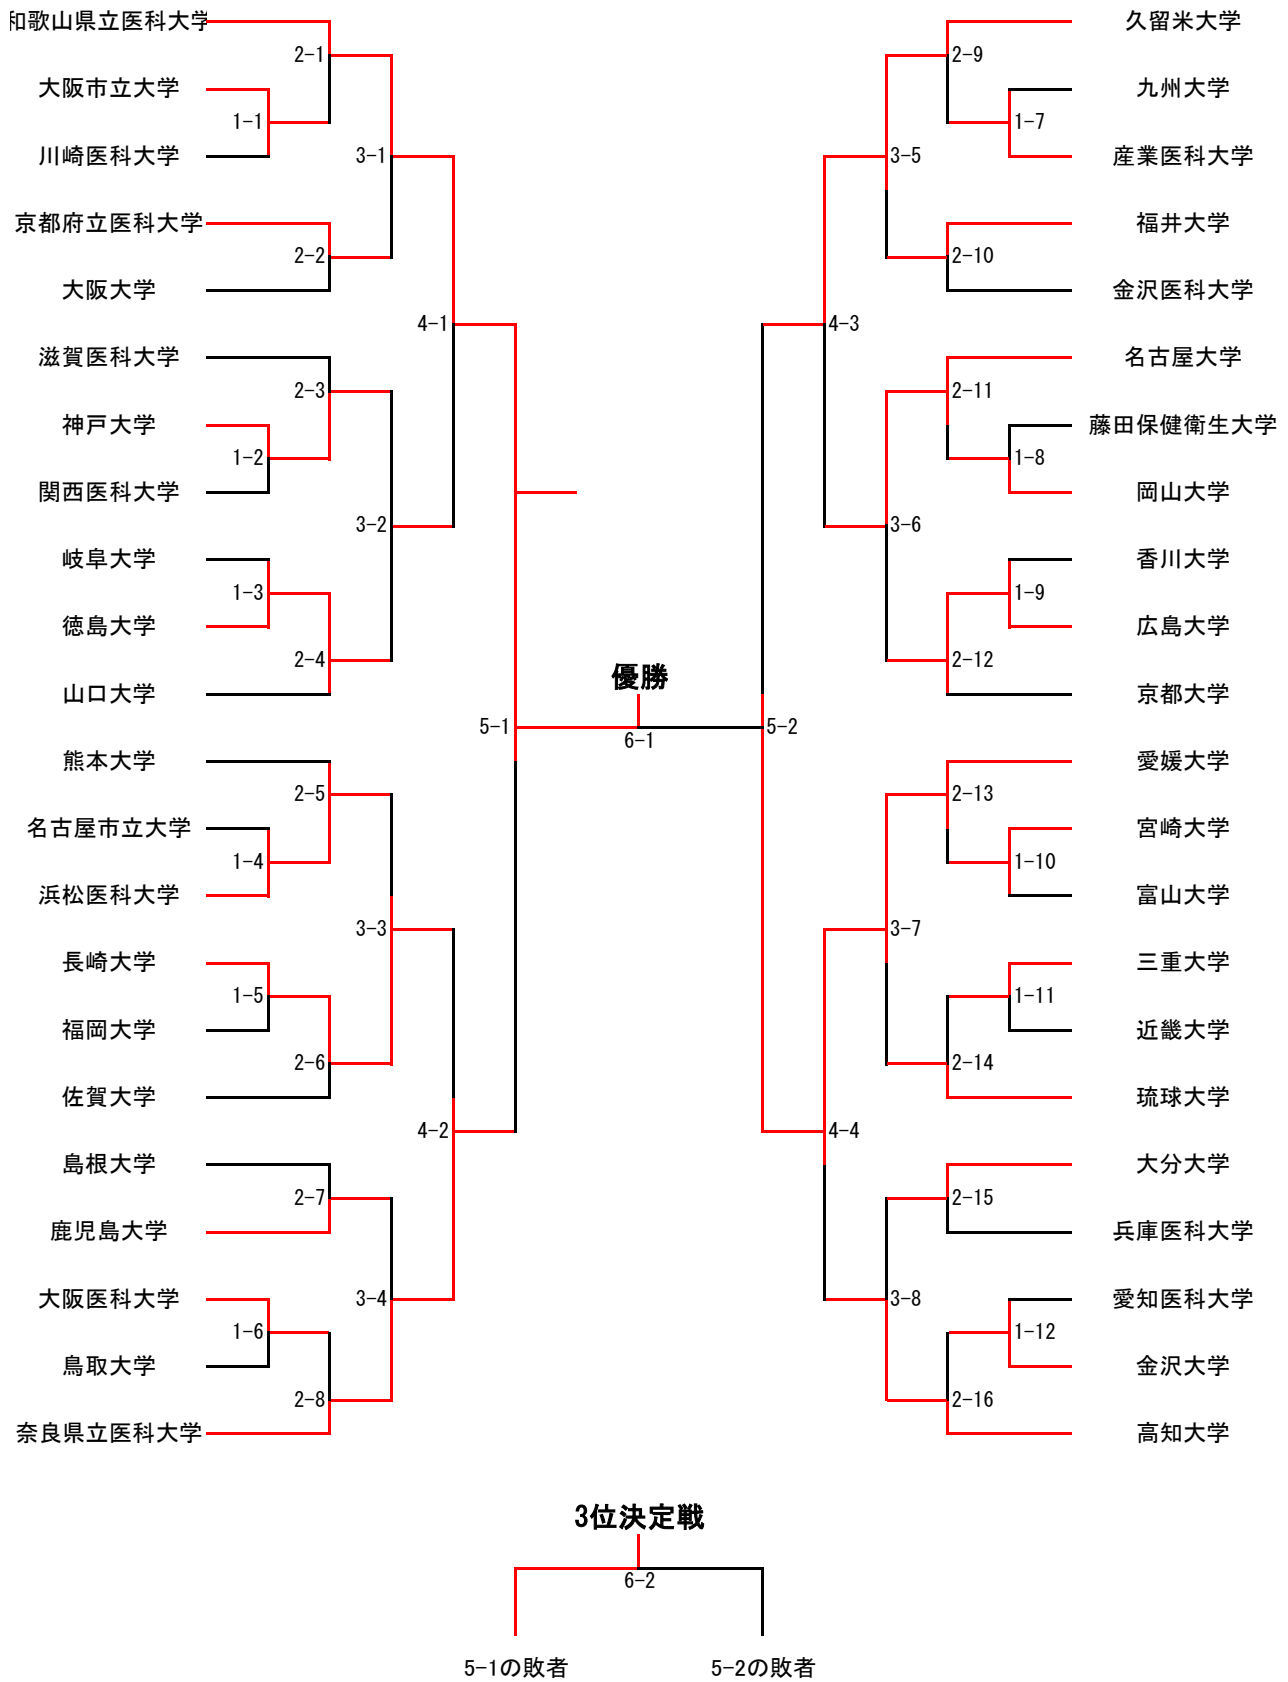 和歌山県立医科大学
2-1
大阪市立大学
1-1
川崎医科大学
3-1
京都府立医科大学
2-2
大阪大学
4-1
滋賀医科大学
2-3
神戸大学
1-2
関西医科大学
3-2
岐阜大学
1-3
徳島大学
2-4
山口大学
5-1
熊本大学
2-5
名古屋市立大学
1-4
浜松医科大学
3-3
長崎大学
1-5
福岡大学
2-6
佐賀大学
4-2
島根大学
2-7
鹿児島大学
大阪医科大学
3-4
1-6
鳥取大学
2-8
奈良県立医科大学
優勝
6-1
久留米大学
2-9
九州大学
1-7
産業医科大学
3-5
福井大学
2-10
金沢医科大学
4-3
名古屋大学
2-11
藤田保健衛生大学
1-8
岡山大学
3-6
香川大学
1-9
広島大学
2-12
京都大学
5-2
愛媛大学
2-13
宮崎大学
1-10
富山大学
3-7
三重大学
1-11
近畿大学
2-14
琉球大学
4-4
大分大学
2-15
兵庫医科大学
愛知医科大学
3-8
1-12
金沢大学
2-16
高知大学
3位決定戦
6-2
5-1の敗者
5-2の敗者